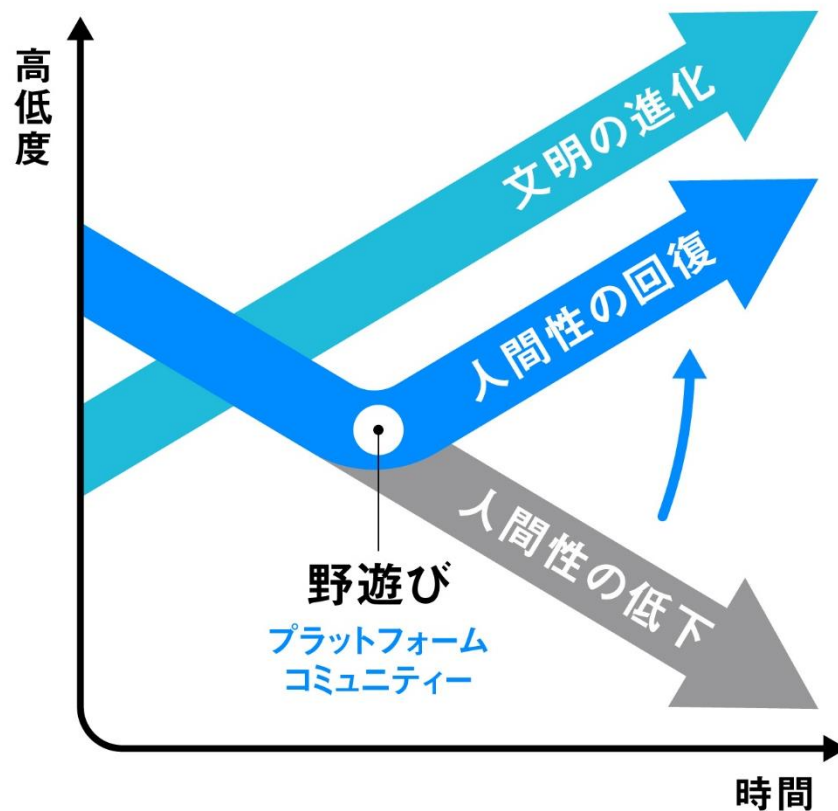 高低度
文明の進化
人間性の回復
人間性の低下
野遊び
プラットフォーム
コミュニティー
時間